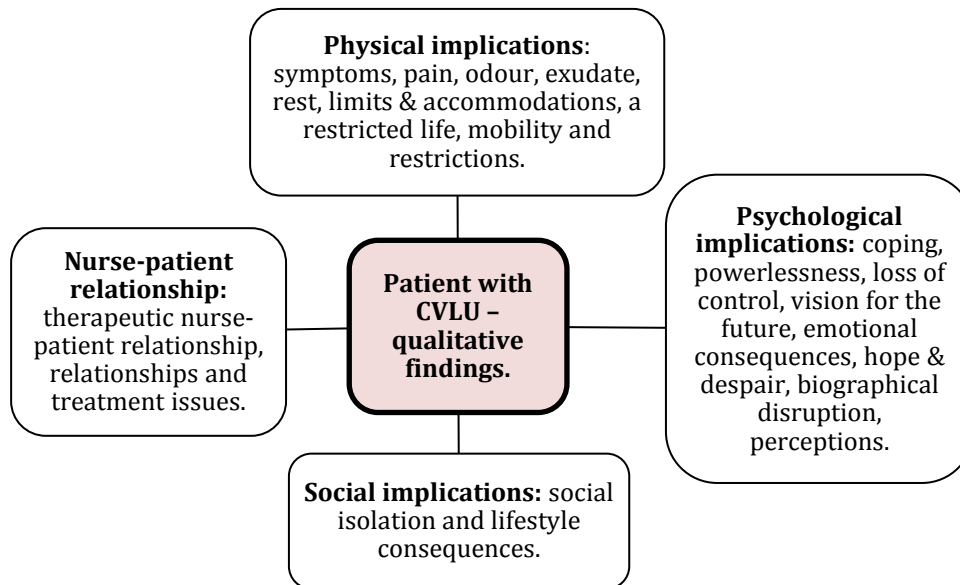 Physical implications:
symptoms, pain, odour, exudate,
rest, limits & accommodations, a
restricted life, mobility and
restrictions.
Nurse-patient
relationship:
therapeutic nurse-
patient relationship,
relationships and
treatment issues.
Patient with
CVLU –
qualitative
findings.
Psychological
implications: coping,
powerlessness, loss of
control, vision for the
future, emotional
consequences, hope &
despair, biographical
disruption,
perceptions.
Social implications: social
isolation and lifestyle
consequences.